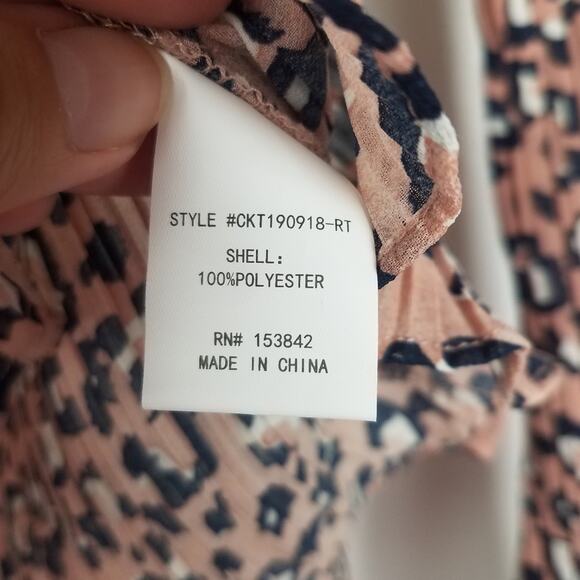 STYLE #CKT190918-RT
SHELL:
100%POLYESTER
RN# 153842
MADE IN CHINA